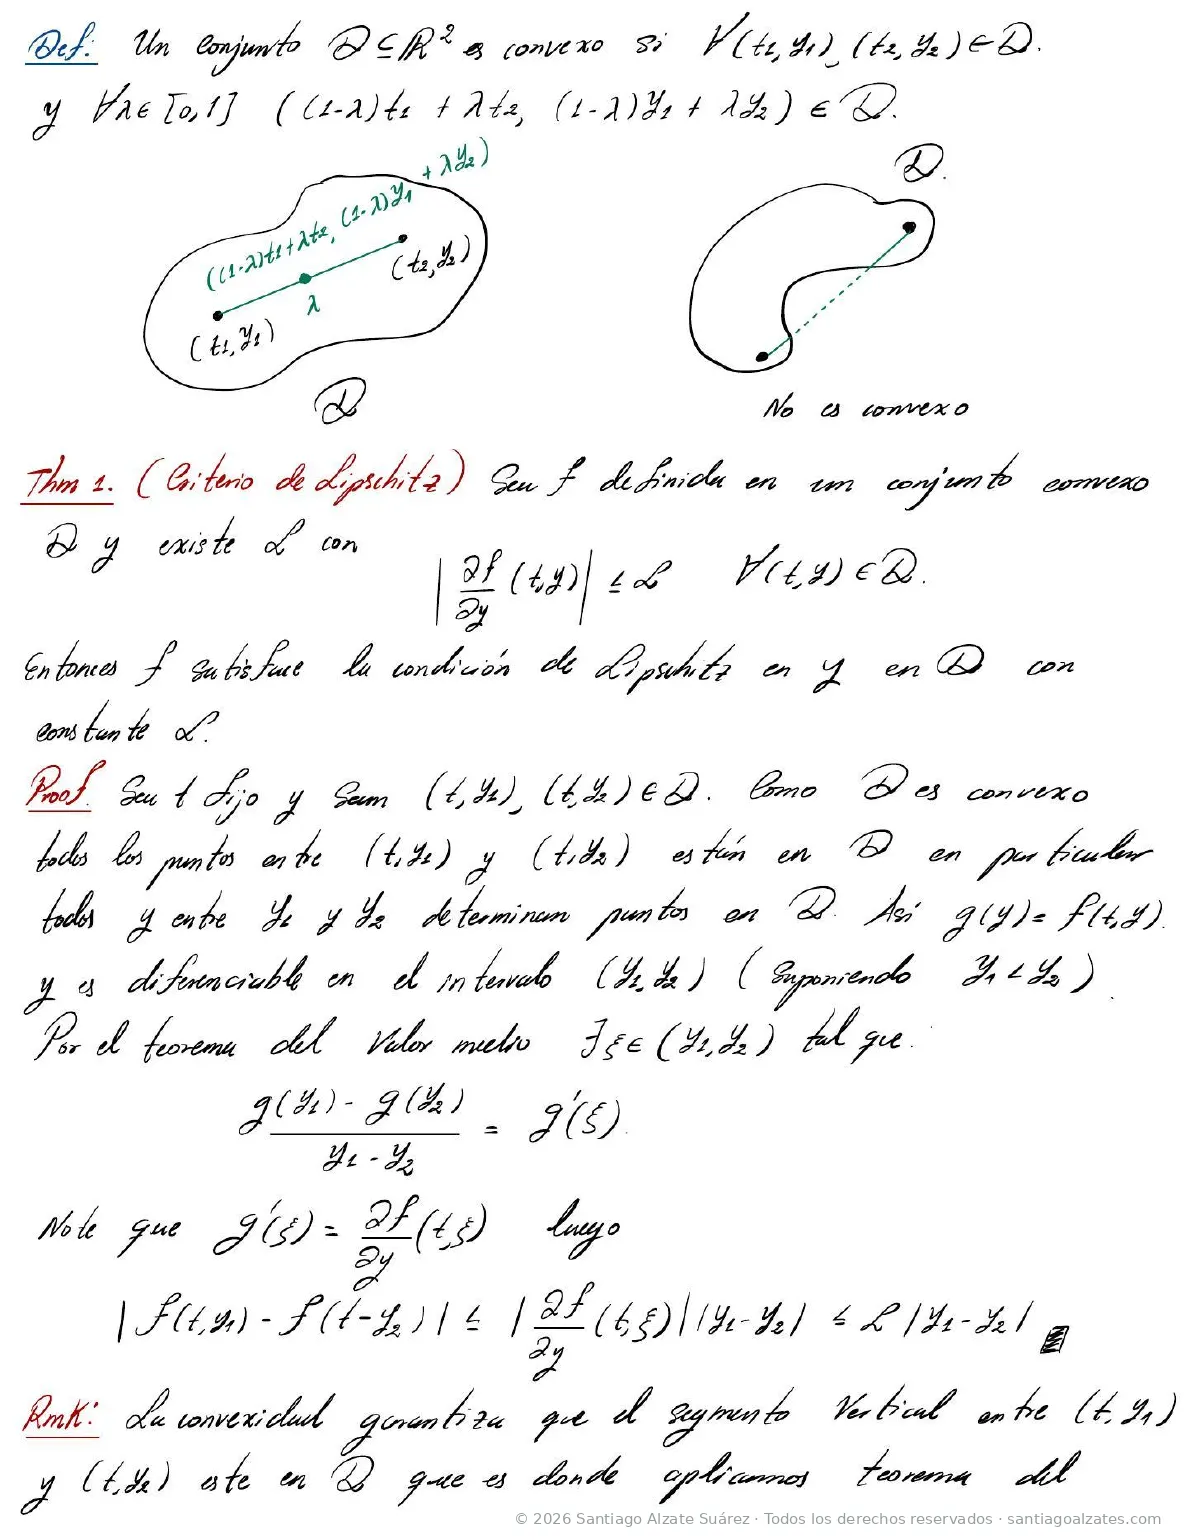 Def: Un conjunto D ⊆ ℝ² es convexo si ∀(t₁,y₁), (t₂,y₂) ∈ D.
y ∀λ ∈ [0,1] ((1-λ)t₁ + λt₂, (1-λ)y₁ + λy₂) ∈ D.
((1-λ)t₁+λt₂, (1-λ)y₁ + λy₂)
(t₂,y₂)
λ
(t₁,y₁)
D
D.
No es convexo
Thm 1. (Criterio de Lipschitz) Sea f definida en un conjunto convexo
D y existe L con
|∂f/∂y (t,y)| ≤ L ∀(t,y) ∈ D.
Entonces f satisface la condición de Lipschitz en y en D con
constante L.
Proof. Sea t fijo y sean (t,y₁), (t,y₂) ∈ D. Como D es convexo
todos los puntos entre (t,y₁) y (t,y₂) están en D en particular
todos y entre y₁ y y₂ determinan puntos en D. Así g(y) = f(t,y).
y es diferenciable en el intervalo (y₁,y₂) (suponiendo y₁ < y₂).
Por el teorema del Valor medio ∃ ξ ∈ (y₁,y₂) tal que:
(g(y₁) - g(y₂))/(y₁ - y₂) = g'(ξ).
Note que g'(ξ) = ∂f/∂y (t,ξ) luego
|f(t,y₁) - f(t-y₂)| ≤ |∂f/∂y (t,ξ)||y₁-y₂| ≤ L|y₁-y₂|
Rmk: La convexidad garantiza que el segmento Vertical entre (t,y₁)
y (t,y₂) este en D que es donde aplicamos teorema del
© 2026 Santiago Alzate Suárez · Todos los derechos reservados · santiagoalzates.com